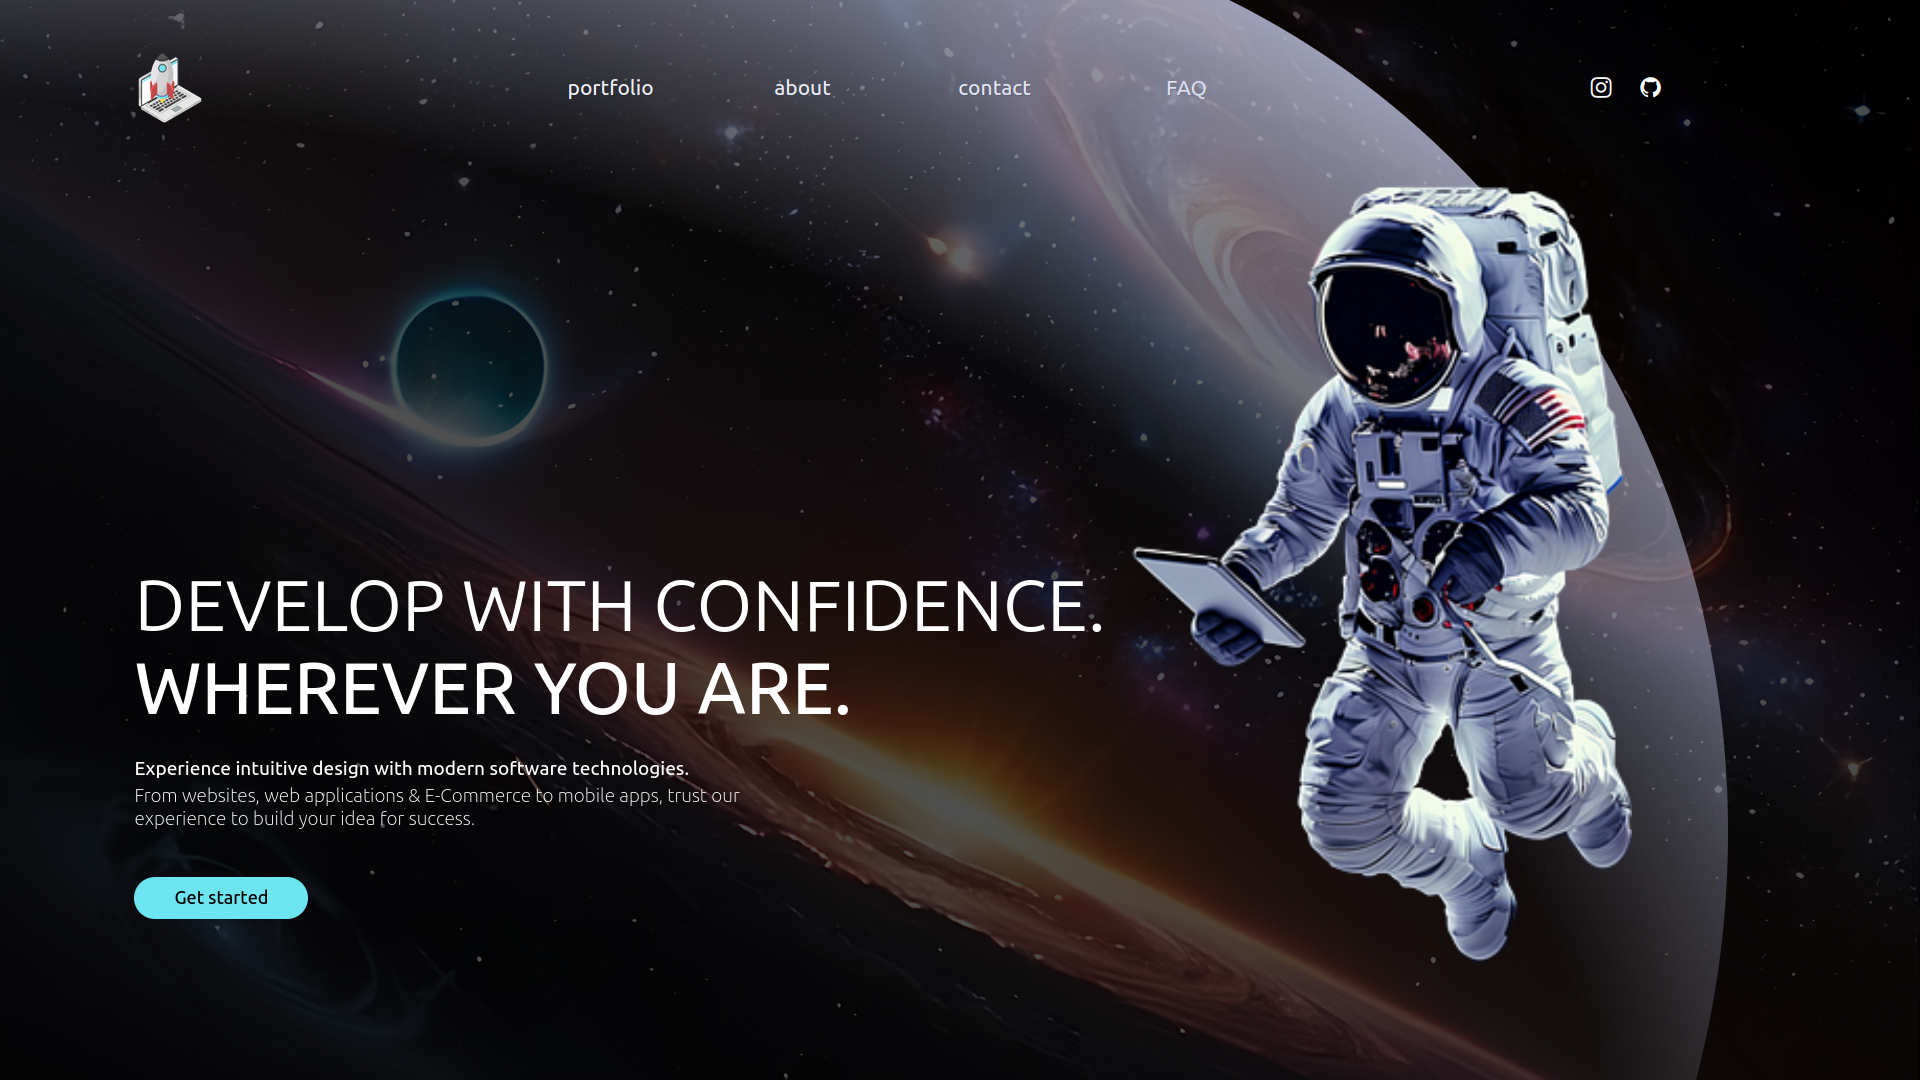 portfolio
about
contact
FAQ
DEVELOP WITH CONFIDENCE.
WHEREVER YOU ARE.
Experience intuitive design with modern software technologies.
From websites, web applications & E-Commerce to mobile apps, trust our
experience to build your idea for success.
Get started